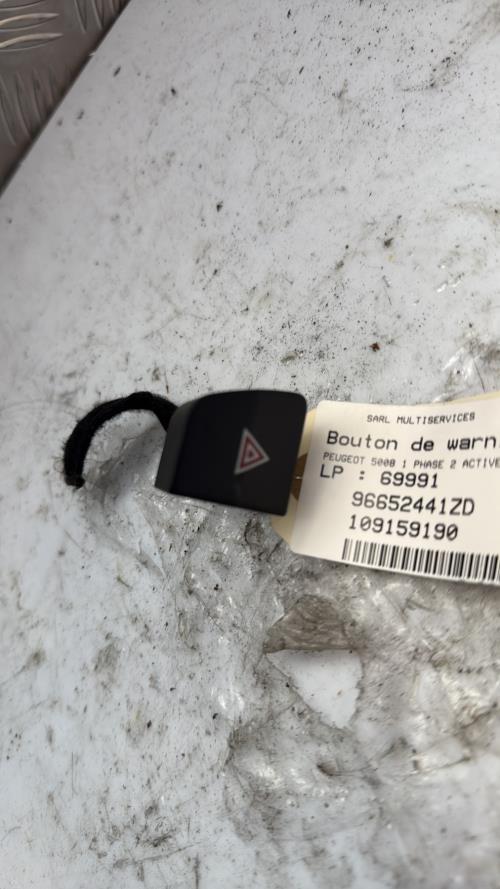 SARL MULTISERVICES
Bouton de warn
PEUGEOT 5008 1 PHASE 2 ACTIVE
LP : 69991
96652441ZD
109159190